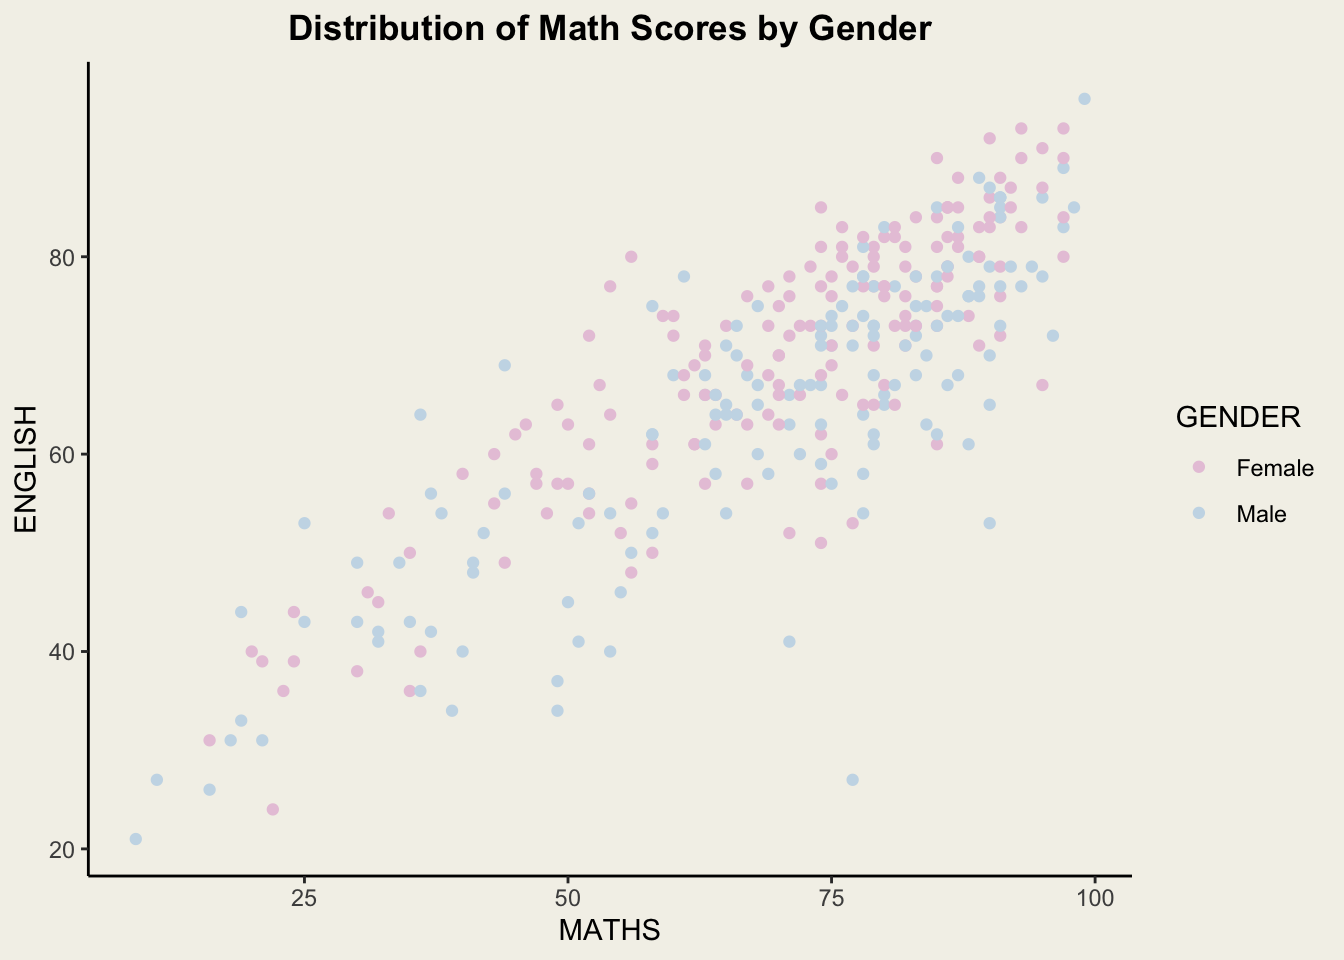 Distribution of Math Scores by Gender
ENGLISH
80
60
40
20
25 50 75 100
MATHS
GENDER
Female
Male